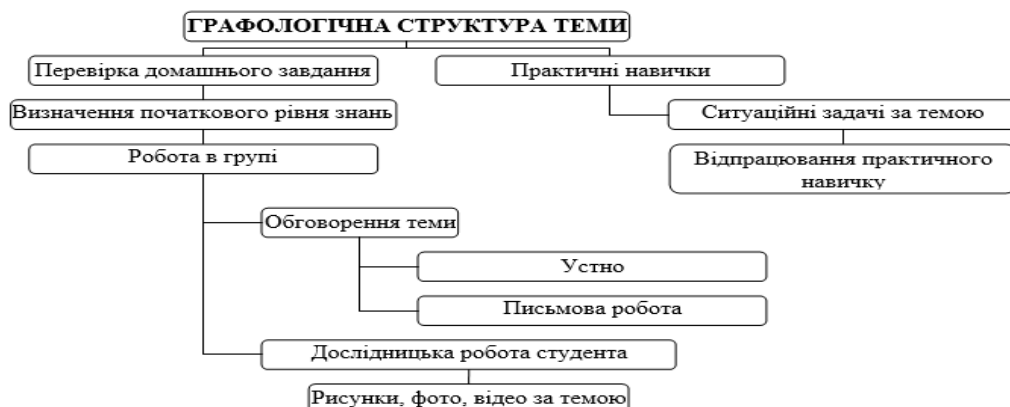 ГРАФОЛОГІЧНА СТРУКТУРА ТЕМИ
Перевірка домашнього завдання
Практичні навички
Визначення початкового рівня знань
Ситуаційні задачі за темою
Робота в групі
Відпрацювання практичного
навичку
Обговорення теми
Устно
Письмова робота
Дослідницька робота студента
Рисунки, фото, відео за темою